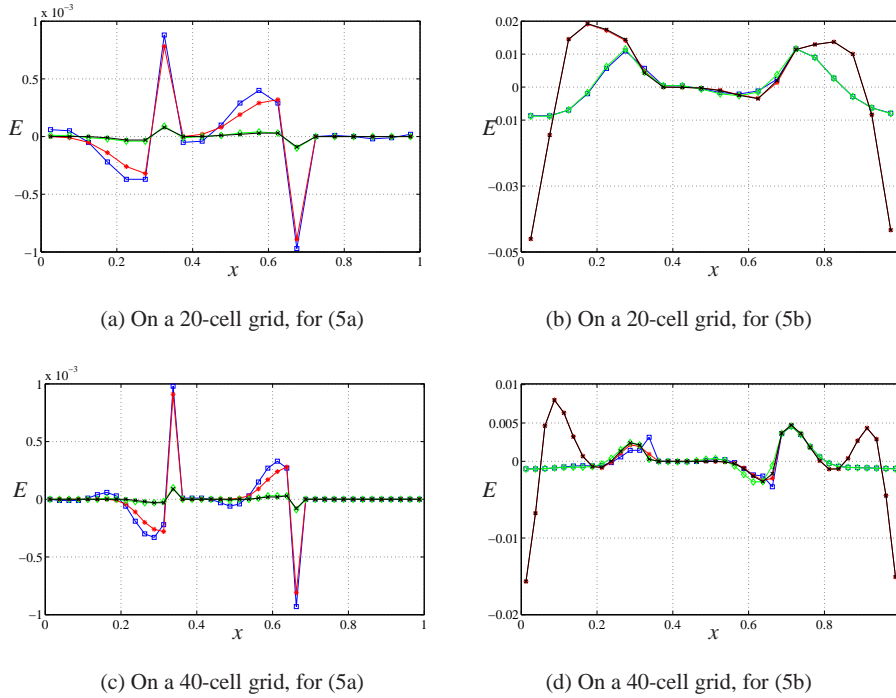 x 10⁻³
1
0.5
0
−0.5
−1
E
0 0.2 0.4 0.6 0.8 1
x
(a) On a 20-cell grid, for (5a)
0.02
0.01
0
−0.01
−0.03
−0.05
E
0 0.2 0.4 0.6 0.8
x
(b) On a 20-cell grid, for (5b)
x 10⁻³
1
0.5
0
−0.5
−1
E
0 0.2 0.4 0.6 0.8 1
x
(c) On a 40-cell grid, for (5a)
0.01
0.005
0
−0.01
−0.02
E
0 0.2 0.4 0.6 0.8
x
(d) On a 40-cell grid, for (5b)